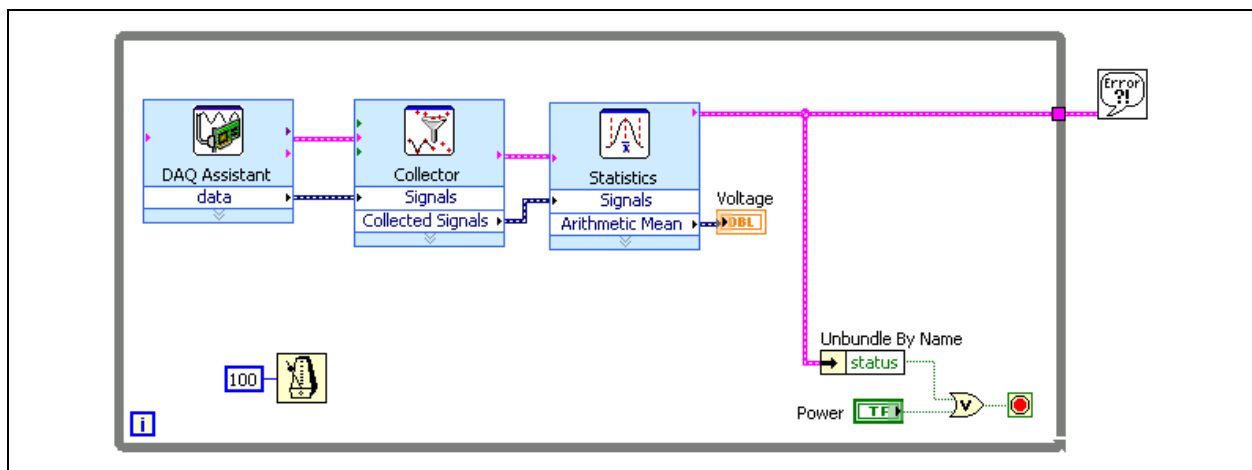 Error
?!
DAQ Assistant
data
Collector
Signals
Collected Signals
x
Statistics
Signals
Arithmetic Mean
Voltage
DBL
Unbundle By Name
status
100
Power
TF
V
i